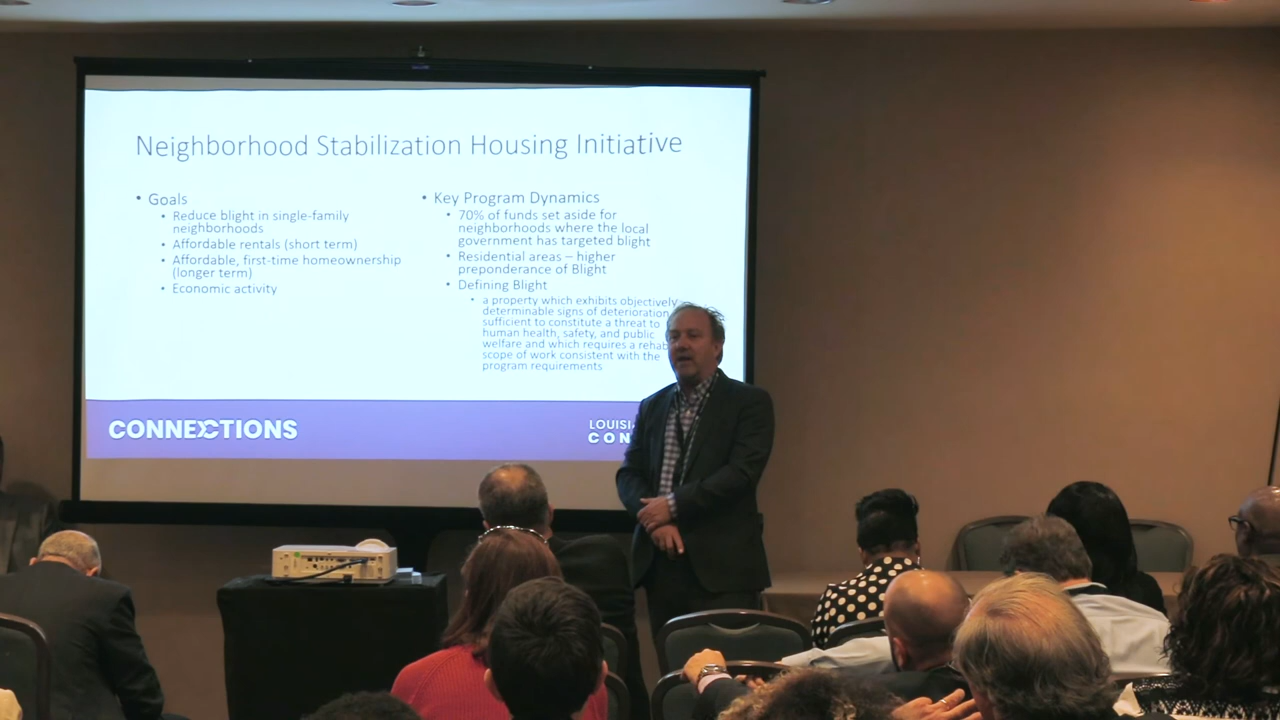 Neighborhood Stabilization Housing Initiative
• Goals
• Reduce blight in single-family
neighborhoods
• Affordable rentals (short term)
• Affordable, first-time homeownership
(longer term)
• Economic activity
• Key Program Dynamics
• 70% of funds set aside for
neighborhoods where the local
government has targeted blight
• Residential areas – higher
preponderance of Blight
• Defining Blight
• a property which exhibits objectively
determinable signs of deterioration
sufficient to constitute a threat to
human health, safety, and public
welfare and which requires a rehab
scope of work consistent with the
program requirements
CONNECTIONS